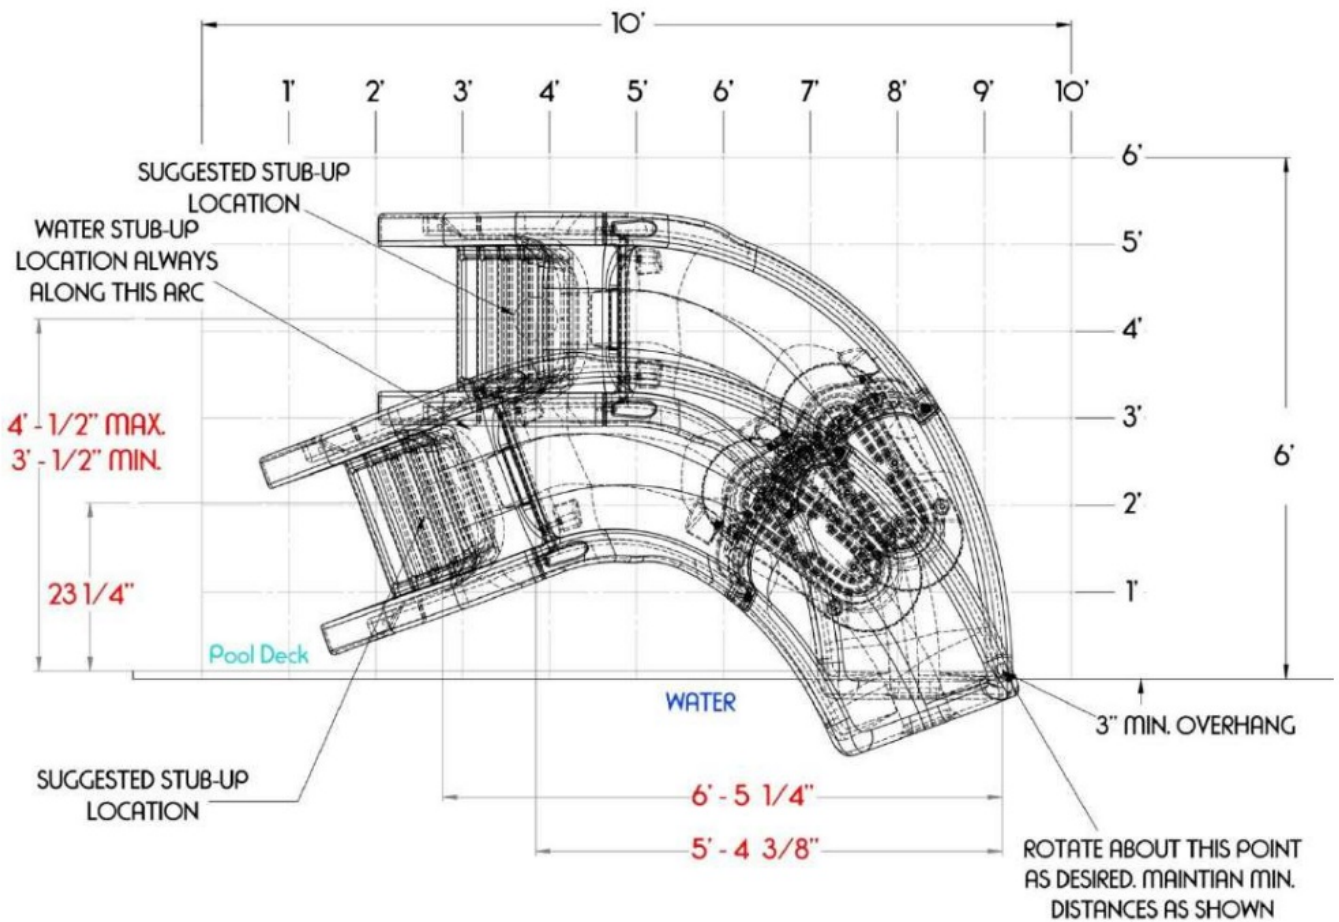 10'
1' 2' 3' 4' 5' 6' 7' 8' 9' 10'
6'
SUGGESTED STUB-UP
LOCATION
WATER STUB-UP
LOCATION ALWAYS
ALONG THIS ARC
5'
4'
3'
4' - 1/2" MAX.
3' - 1/2" MIN.
6'
2'
23 1/4"
1'
Pool Deck
WATER
3" MIN. OVERHANG
SUGGESTED STUB-UP
LOCATION
6' - 5 1/4"
5' - 4 3/8"
ROTATE ABOUT THIS POINT
AS DESIRED. MAINTIAN MIN.
DISTANCES AS SHOWN